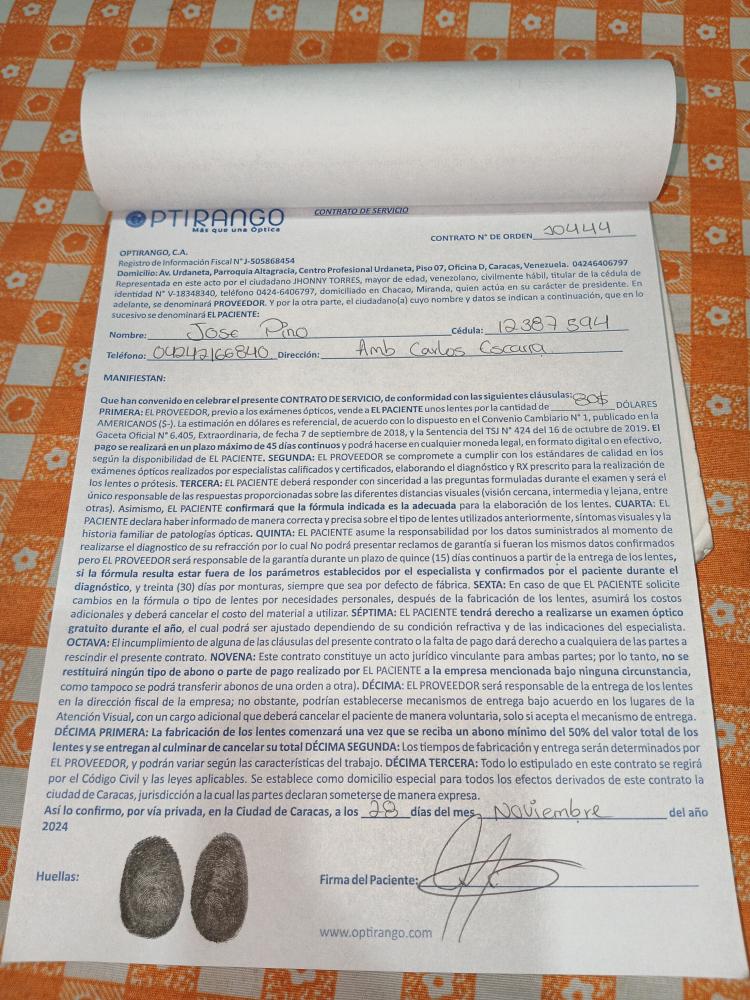 OPTIRANGO
Más que una Óptica
CONTRATO DE SERVICIO
CONTRATO N° DE ORDEN 10444
OPTIRANGO, C.A.
Registro de Información Fiscal N° J-505868454
Domicilio: Av. Urdaneta, Parroquia Altagracia, Centro Profesional Urdaneta, Piso 07, Oficina D, Caracas, Venezuela. 04246406797
Representada en este acto por el ciudadano JHONNY TORRES, mayor de edad, venezolano, civilmente hábil, titular de la cédula de
identidad N° V-18348340, teléfono 0424-6406797, domiciliado en Chacao, Miranda, quien actúa en su carácter de presidente. En
adelante, se denominará PROVEEDOR. Y por la otra parte, el ciudadano(a) cuyo nombre y datos se indican a continuación, que en lo
sucesivo se denominará EL PACIENTE:
Nombre: Jose Pino Cédula: 12387594
Teléfono: 04242166840 Dirección: Amb Carlos Escarra
MANIFIESTAN:
Que han convenido en celebrar el presente CONTRATO DE SERVICIO, de conformidad con las siguientes cláusulas:
PRIMERA: EL PROVEEDOR, previo a los exámenes ópticos, vende a EL PACIENTE unos lentes por la cantidad de 80$ DÓLARES
AMERICANOS ($-). La estimación en dólares es referencial, de acuerdo con lo dispuesto en el Convenio Cambiario N° 1, publicado en la
Gaceta Oficial N° 6.405, Extraordinaria, de fecha 7 de septiembre de 2018, y la Sentencia del TSJ N° 424 del 16 de octubre de 2019. El
pago se realizará en un plazo máximo de 45 días continuos y podrá hacerse en cualquier moneda legal, en formato digital o en efectivo,
según la disponibilidad de EL PACIENTE. SEGUNDA: EL PROVEEDOR se compromete a cumplir con los estándares de calidad en los
exámenes ópticos realizados por especialistas calificados y certificados, elaborando el diagnóstico y RX prescrito para la realización de
los lentes o prótesis. TERCERA: EL PACIENTE deberá responder con sinceridad a las preguntas formuladas durante el examen y será el
único responsable de las respuestas proporcionadas sobre las diferentes distancias visuales (visión cercana, intermedia y lejana, entre
otras). Asimismo, EL PACIENTE confirmará que la fórmula indicada es la adecuada para la elaboración de los lentes. CUARTA: EL
PACIENTE declara haber informado de manera correcta y precisa sobre el tipo de lentes utilizados anteriormente, síntomas visuales y la
historia familiar de patologías ópticas. QUINTA: EL PACIENTE asume la responsabilidad por los datos suministrados al momento de
realizarse el diagnostico de su refracción por lo cual No podrá presentar reclamos de garantía si fueran los mismos datos confirmados
pero EL PROVEEDOR será responsable de la garantía durante un plazo de quince (15) días continuos a partir de la entrega de los lentes,
si la fórmula resulta estar fuera de los parámetros establecidos por el especialista y confirmados por el paciente durante el
diagnóstico, y treinta (30) días por monturas, siempre que sea por defecto de fábrica. SEXTA: En caso de que EL PACIENTE solicite
cambios en la fórmula o tipo de lentes por necesidades personales, después de la fabricación de los lentes, asumirá los costos
adicionales y deberá cancelar el costo del material a utilizar. SÉPTIMA: EL PACIENTE tendrá derecho a realizarse un examen óptico
gratuito durante el año, el cual podrá ser ajustado dependiendo de su condición refractiva y de las indicaciones del especialista.
OCTAVA: El incumplimiento de alguna de las cláusulas del presente contrato o la falta de pago dará derecho a cualquiera de las partes a
rescindir el presente contrato. NOVENA: Este contrato constituye un acto jurídico vinculante para ambas partes; por lo tanto, no se
restituirá ningún tipo de abono o parte de pago realizado por EL PACIENTE a la empresa mencionada bajo ninguna circunstancia,
como tampoco se podrá transferir abonos de una orden a otra). DÉCIMA: EL PROVEEDOR será responsable de la entrega de los lentes
en la dirección fiscal de la empresa; no obstante, podrían establecerse mecanismos de entrega bajo acuerdo en los lugares de la
Atención Visual, con un cargo adicional que deberá cancelar el paciente de manera voluntaria, solo si acepta el mecanismo de entrega.
DÉCIMA PRIMERA: La fabricación de los lentes comenzará una vez que se reciba un abono mínimo del 50% del valor total de los
lentes y se entregan al culminar de cancelar su total DÉCIMA SEGUNDA: Los tiempos de fabricación y entrega serán determinados por
EL PROVEEDOR, y podrán variar según las características del trabajo. DÉCIMA TERCERA: Todo lo estipulado en este contrato se regirá
por el Código Civil y las leyes aplicables. Se establece como domicilio especial para todos los efectos derivados de este contrato la
ciudad de Caracas, jurisdicción a la cual las partes declaran someterse de manera expresa.
Así lo confirmo, por vía privada, en la Ciudad de Caracas, a los 28 días del mes Noviembre del año
2024
Huellas:
Firma del Paciente:
www.optirango.com